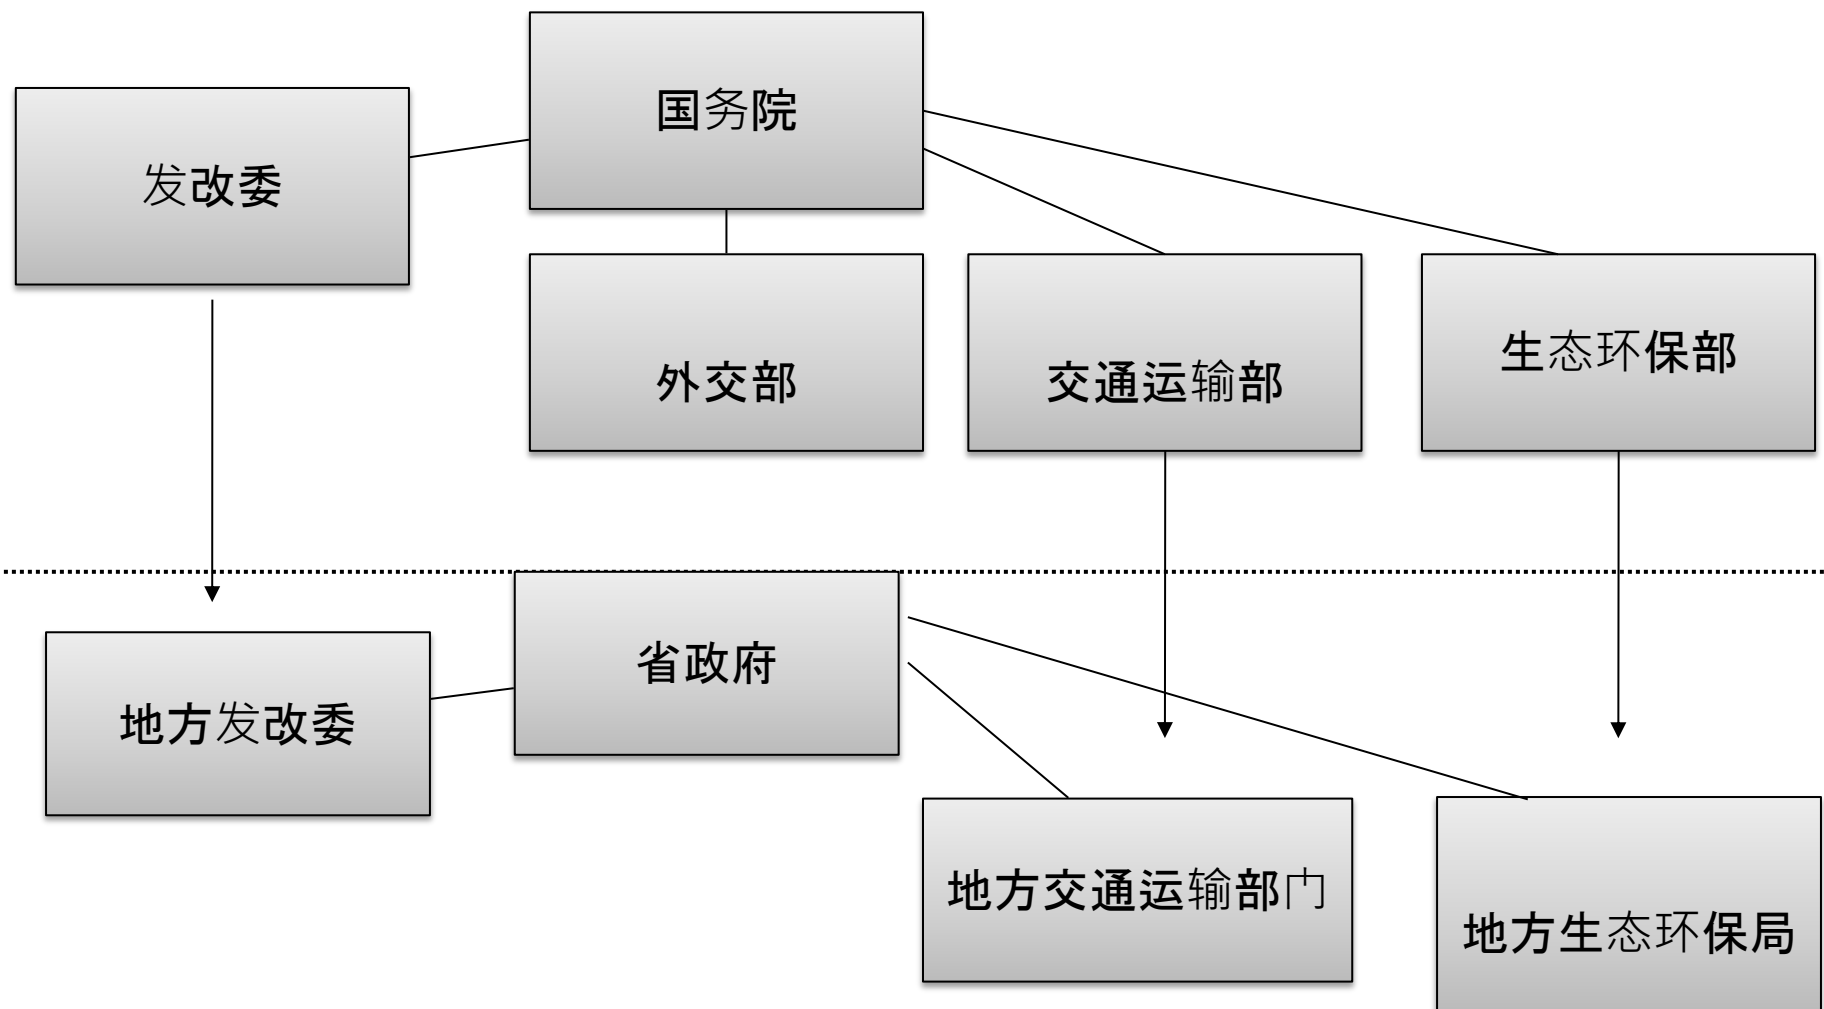 国务院
发改委
外交部
交通运输部
生态环保部
省政府
地方发改委
地方交通运输部门
地方生态环保局